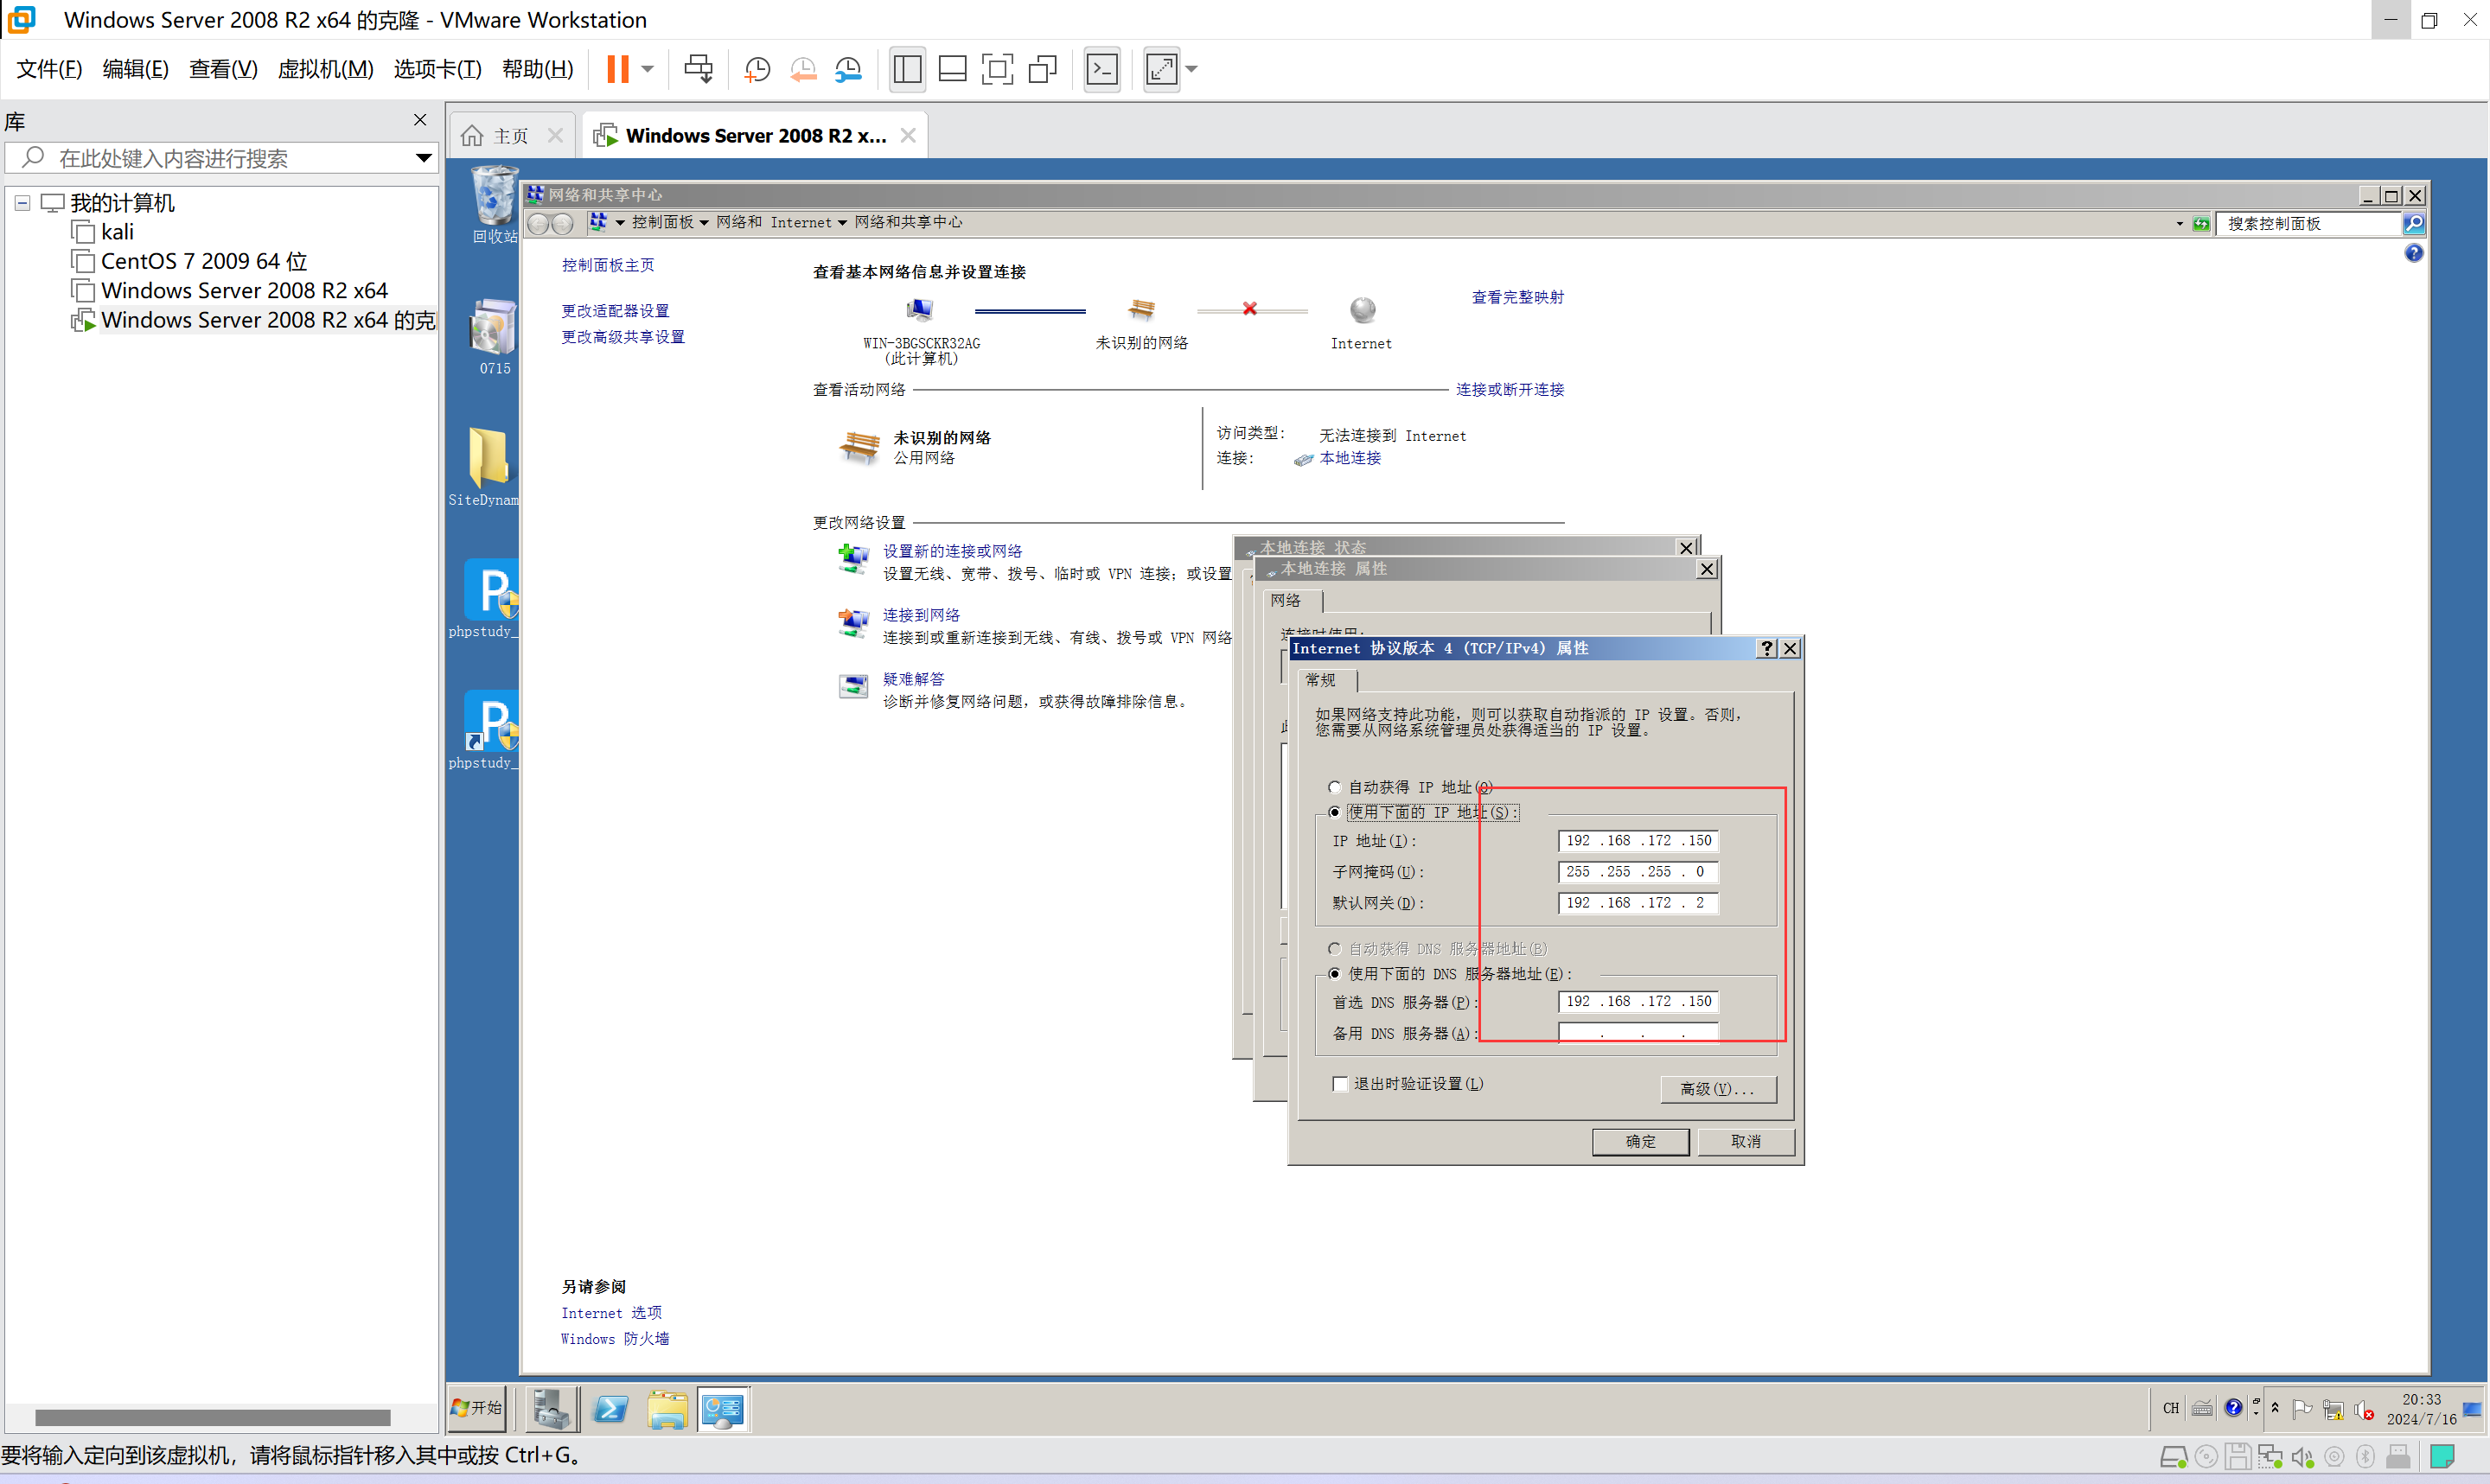 Windows Server 2008 R2 x64 的克隆 - VMware Workstation
文件(F) 编辑(E) 查看(V) 虚拟机(M) 选项卡(T) 帮助(H)
库
在此处键入内容进行搜索
我的计算机
kali
CentOS 7 2009 64 位
Windows Server 2008 R2 x64
Windows Server 2008 R2 x64 的克
主页
Windows Server 2008 R2 x...
回收站
0715
SiteDynam
phpstudy_
phpstudy_
网络和共享中心
控制面板 网络和 Internet 网络和共享中心
搜索控制面板
控制面板主页
更改适配器设置
更改高级共享设置
查看基本网络信息并设置连接
查看完整映射
WIN-3BGSCKR32AG
(此计算机)
未识别的网络
Internet
查看活动网络
连接或断开连接
未识别的网络
公用网络
访问类型: 无法连接到 Internet
连接: 本地连接
更改网络设置
设置新的连接或网络
设置无线、宽带、拨号、临时或 VPN 连接；或设置
连接到网络
连接到或重新连接到无线、有线、拨号或 VPN 网络
疑难解答
诊断并修复网络问题，或获得故障排除信息。
另请参阅
Internet 选项
Windows 防火墙
本地连接 状态
本地连接 属性
网络
连接时使用:
Internet 协议版本 4 (TCP/IPv4) 属性
常规
如果网络支持此功能，则可以获取自动指派的 IP 设置。否则，
您需要从网络系统管理员处获得适当的 IP 设置。
自动获得 IP 地址(O)
使用下面的 IP 地址(S):
IP 地址(I): 192 .168 .172 .150
子网掩码(U): 255 .255 .255 . 0
默认网关(D): 192 .168 .172 . 2
自动获得 DNS 服务器地址(B)
使用下面的 DNS 服务器地址(E):
首选 DNS 服务器(P): 192 .168 .172 .150
备用 DNS 服务器(A): . . .
退出时验证设置(L)
高级(V)...
确定 取消
开始
CH
20:33
2024/7/16
要将输入定向到该虚拟机，请将鼠标指针移入其中或按 Ctrl+G。